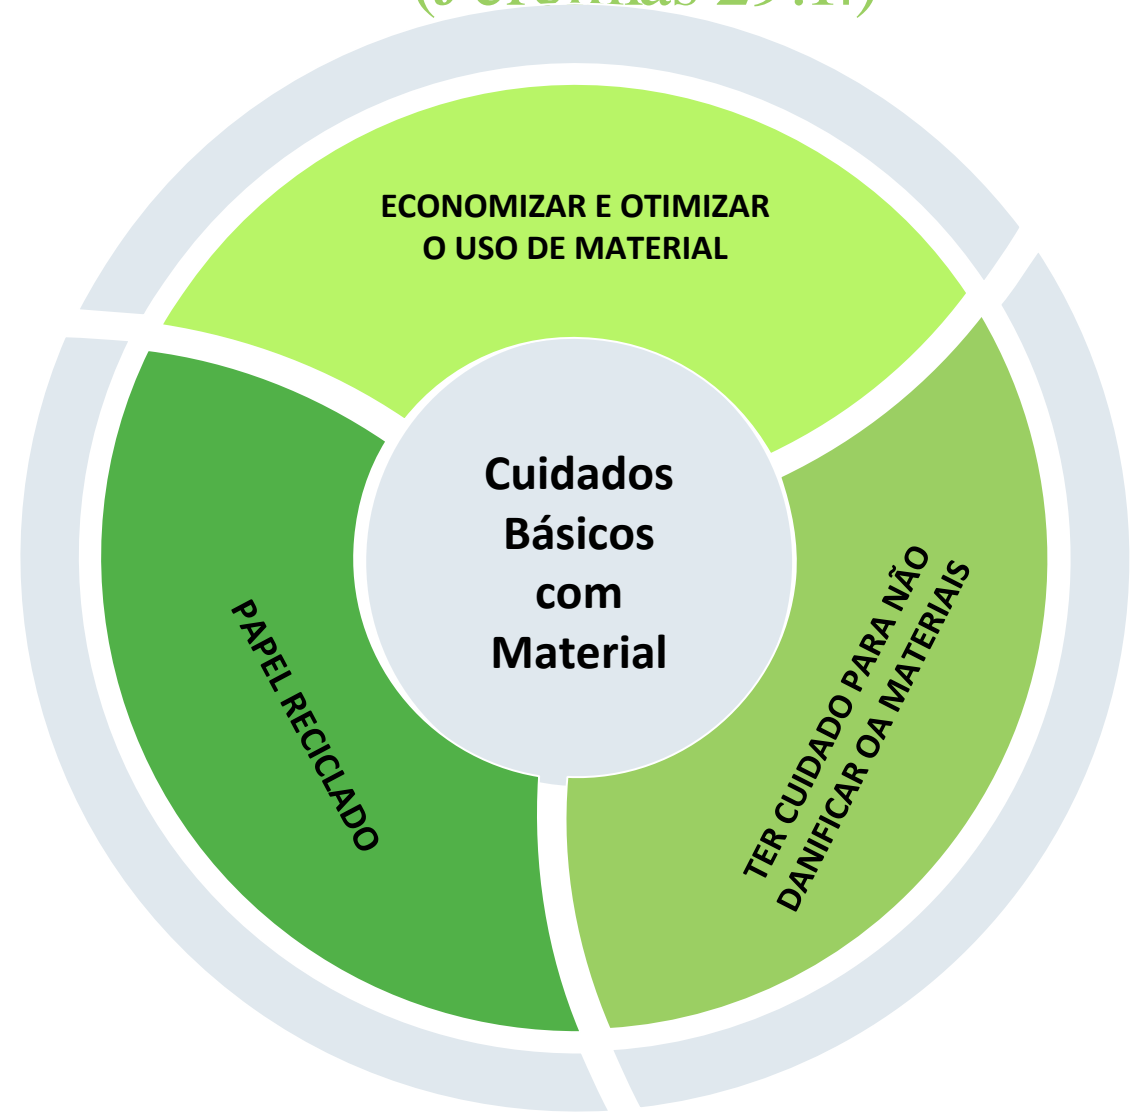 ECONOMIZAR E OTIMIZAR
O USO DE MATERIAL
Cuidados
Básicos
com
Material
TER CUIDADO PARA NÃO
DANIFICAR OA MATERIAIS
PAPEL RECICLADO